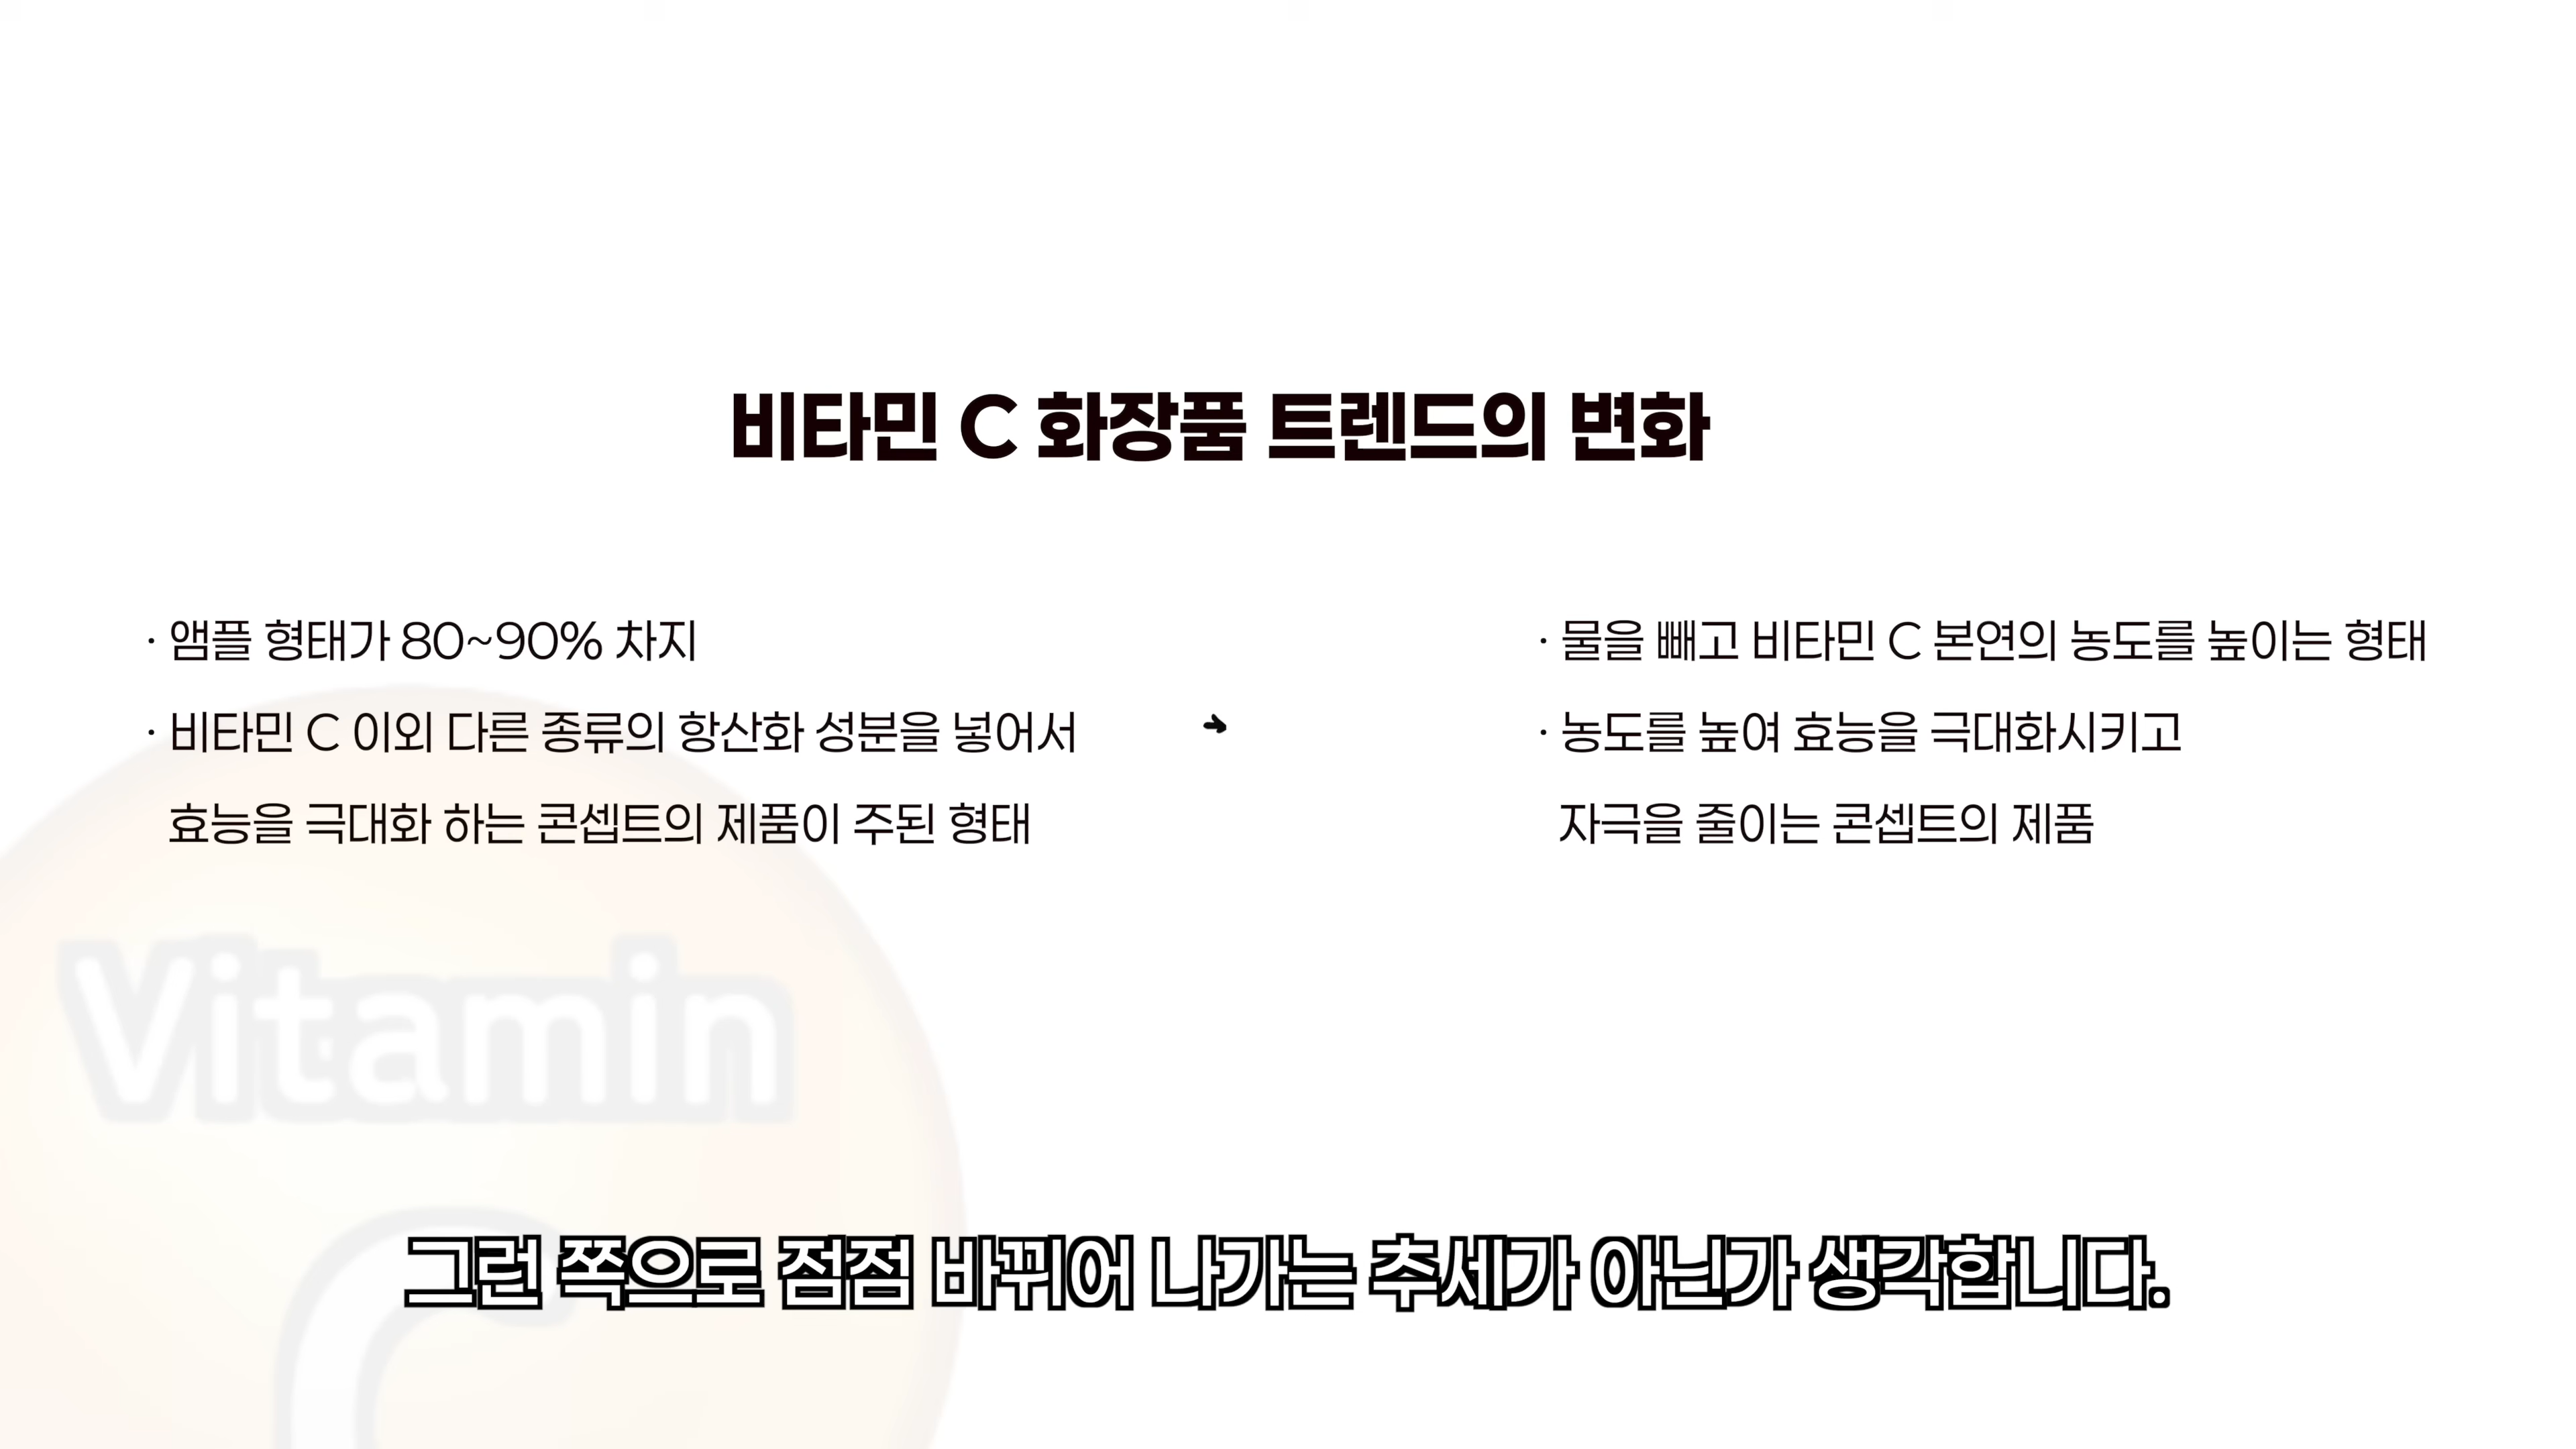 비타민 C 화장품 트렌드의 변화
· 앰플 형태가 80~90% 차지
· 비타민 C 이외 다른 종류의 항산화 성분을 넣어서
효능을 극대화 하는 콘셉트의 제품이 주된 형태
→
· 물을 빼고 비타민 C 본연의 농도를 높이는 형태
· 농도를 높여 효능을 극대화시키고
자극을 줄이는 콘셉트의 제품
Vitamin
C
그런 쪽으로 점점 바뀌어 나가는 추세가 아닌가 생각합니다.